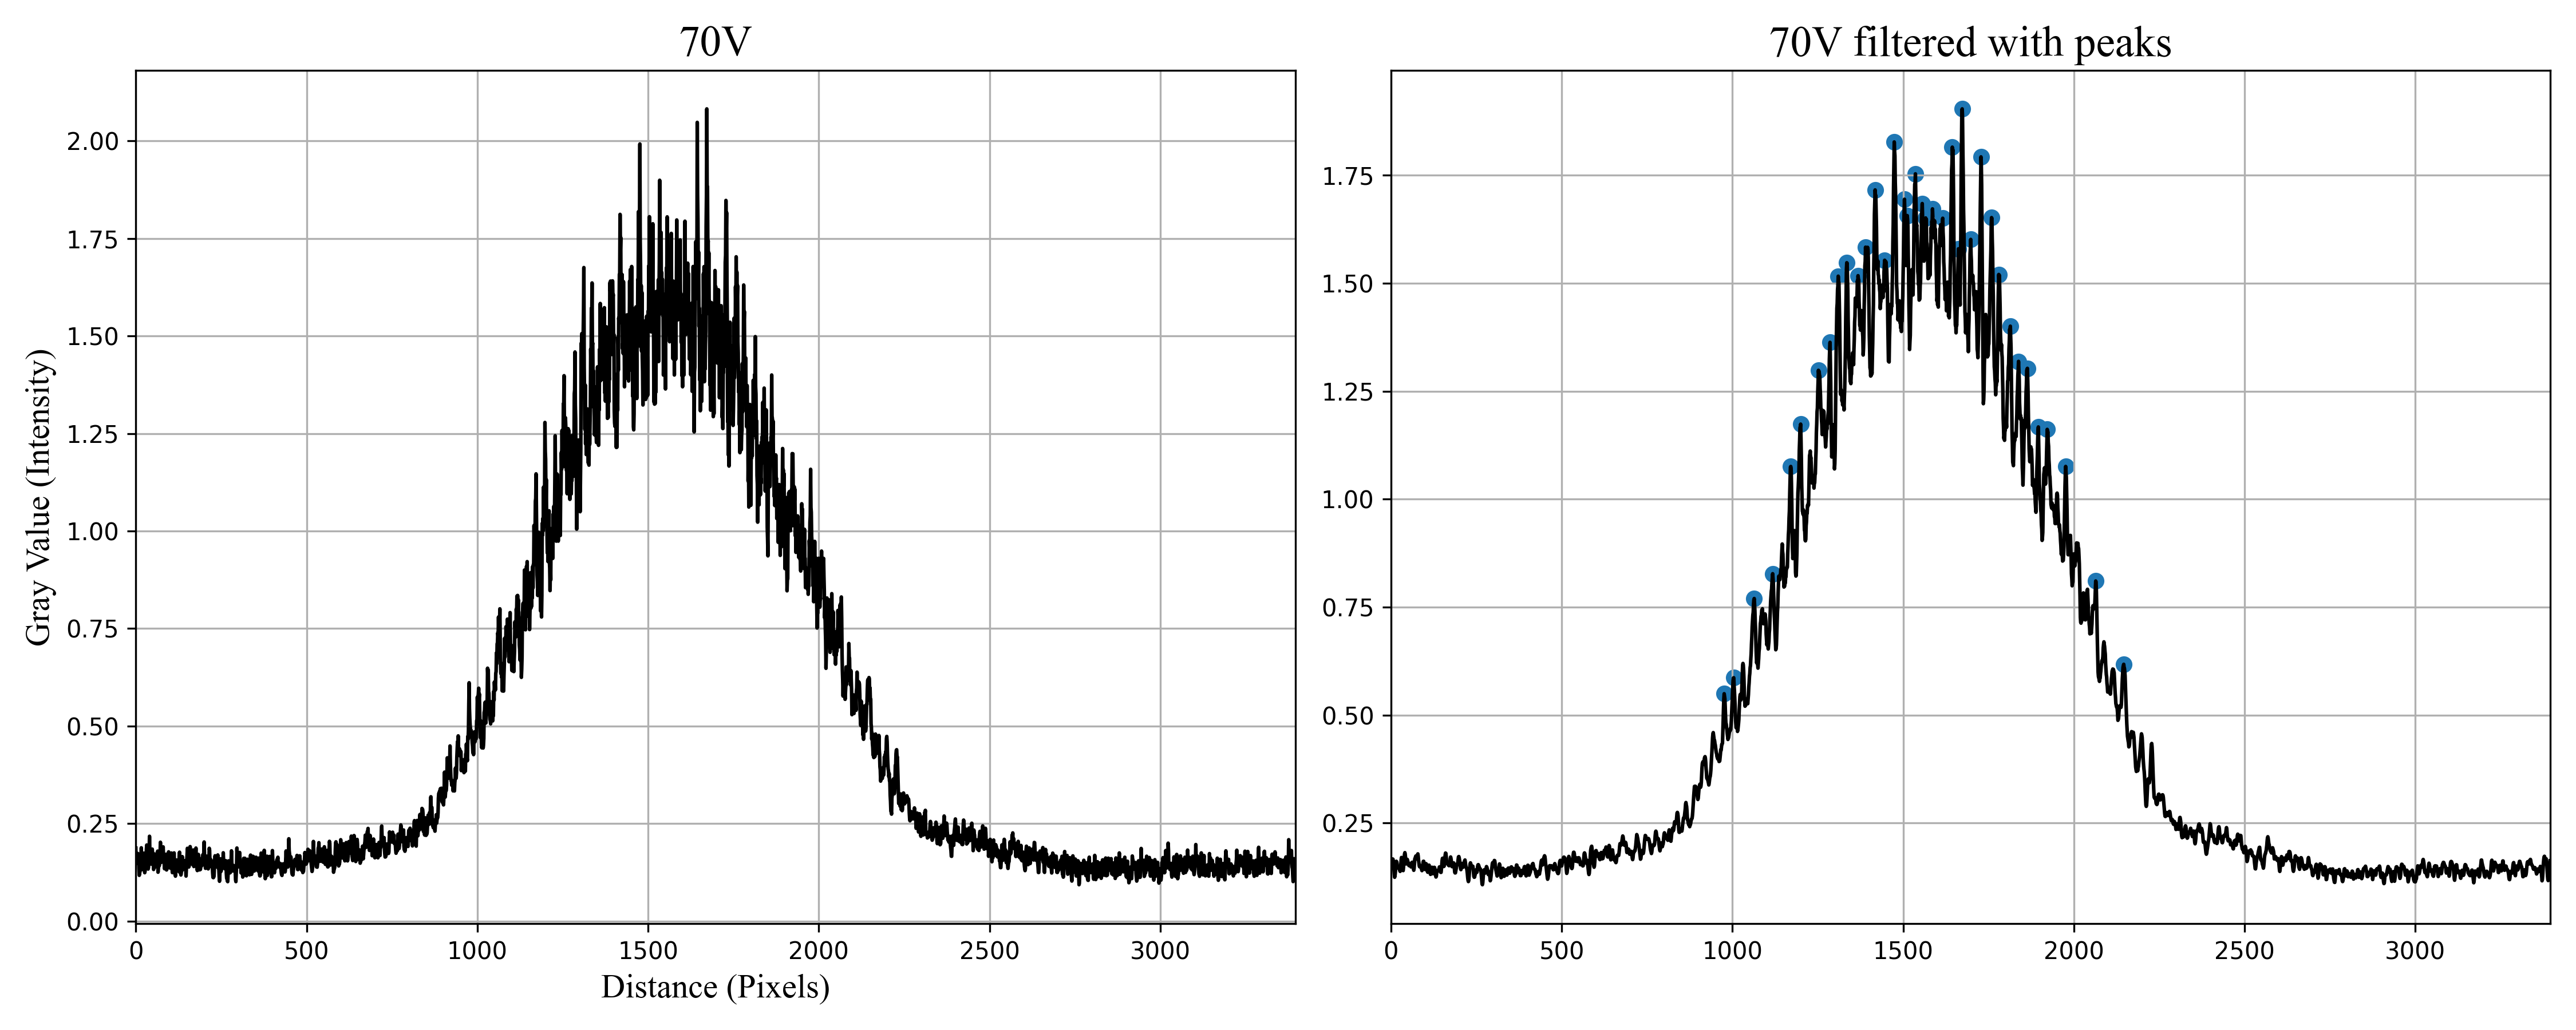 70V
2.00
1.75
1.50
1.25
1.00
0.75
0.50
0.25
0.00
Gray Value (Intensity)
0 500 1000 1500 2000 2500 3000
Distance (Pixels)
70V filtered with peaks
1.75
1.50
1.25
1.00
0.75
0.50
0.25
0 500 1000 1500 2000 2500 3000